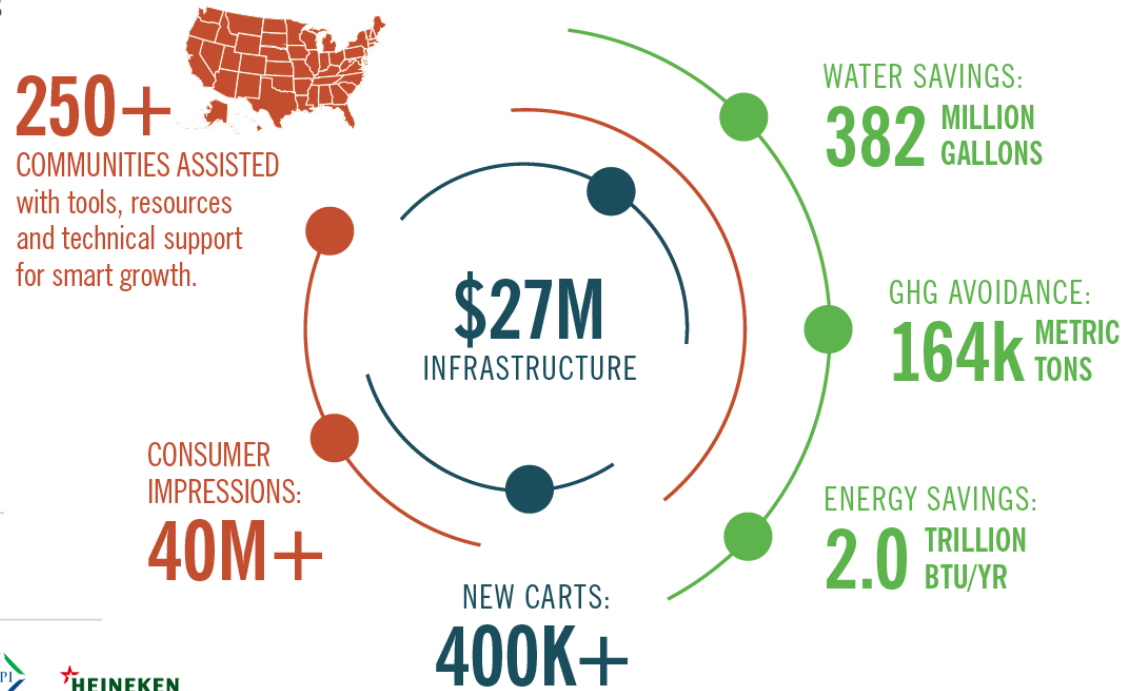 250+
COMMUNITIES ASSISTED
with tools, resources
and technical support
for smart growth.
WATER SAVINGS:
382 MILLION
GALLONS
$27M
INFRASTRUCTURE
GHG AVOIDANCE:
164k METRIC
TONS
CONSUMER
IMPRESSIONS:
40M+
ENERGY SAVINGS:
2.0 TRILLION
BTU/YR
NEW CARTS:
400K+
HEINEKEN